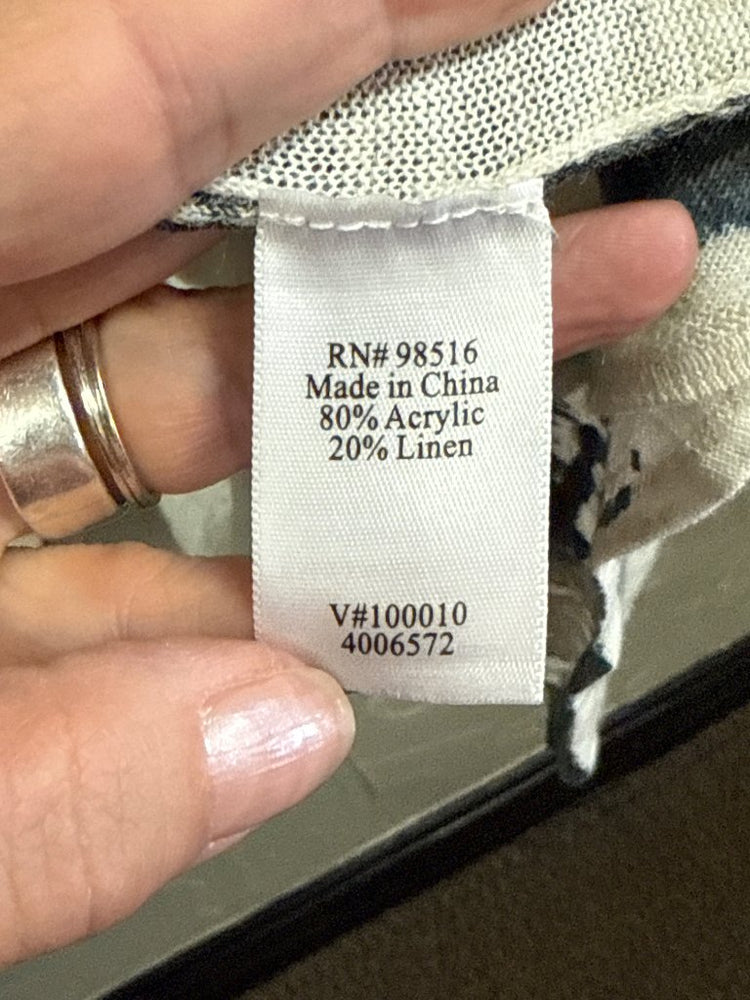 RN# 98516
Made in China
80% Acrylic
20% Linen
V#100010
4006572